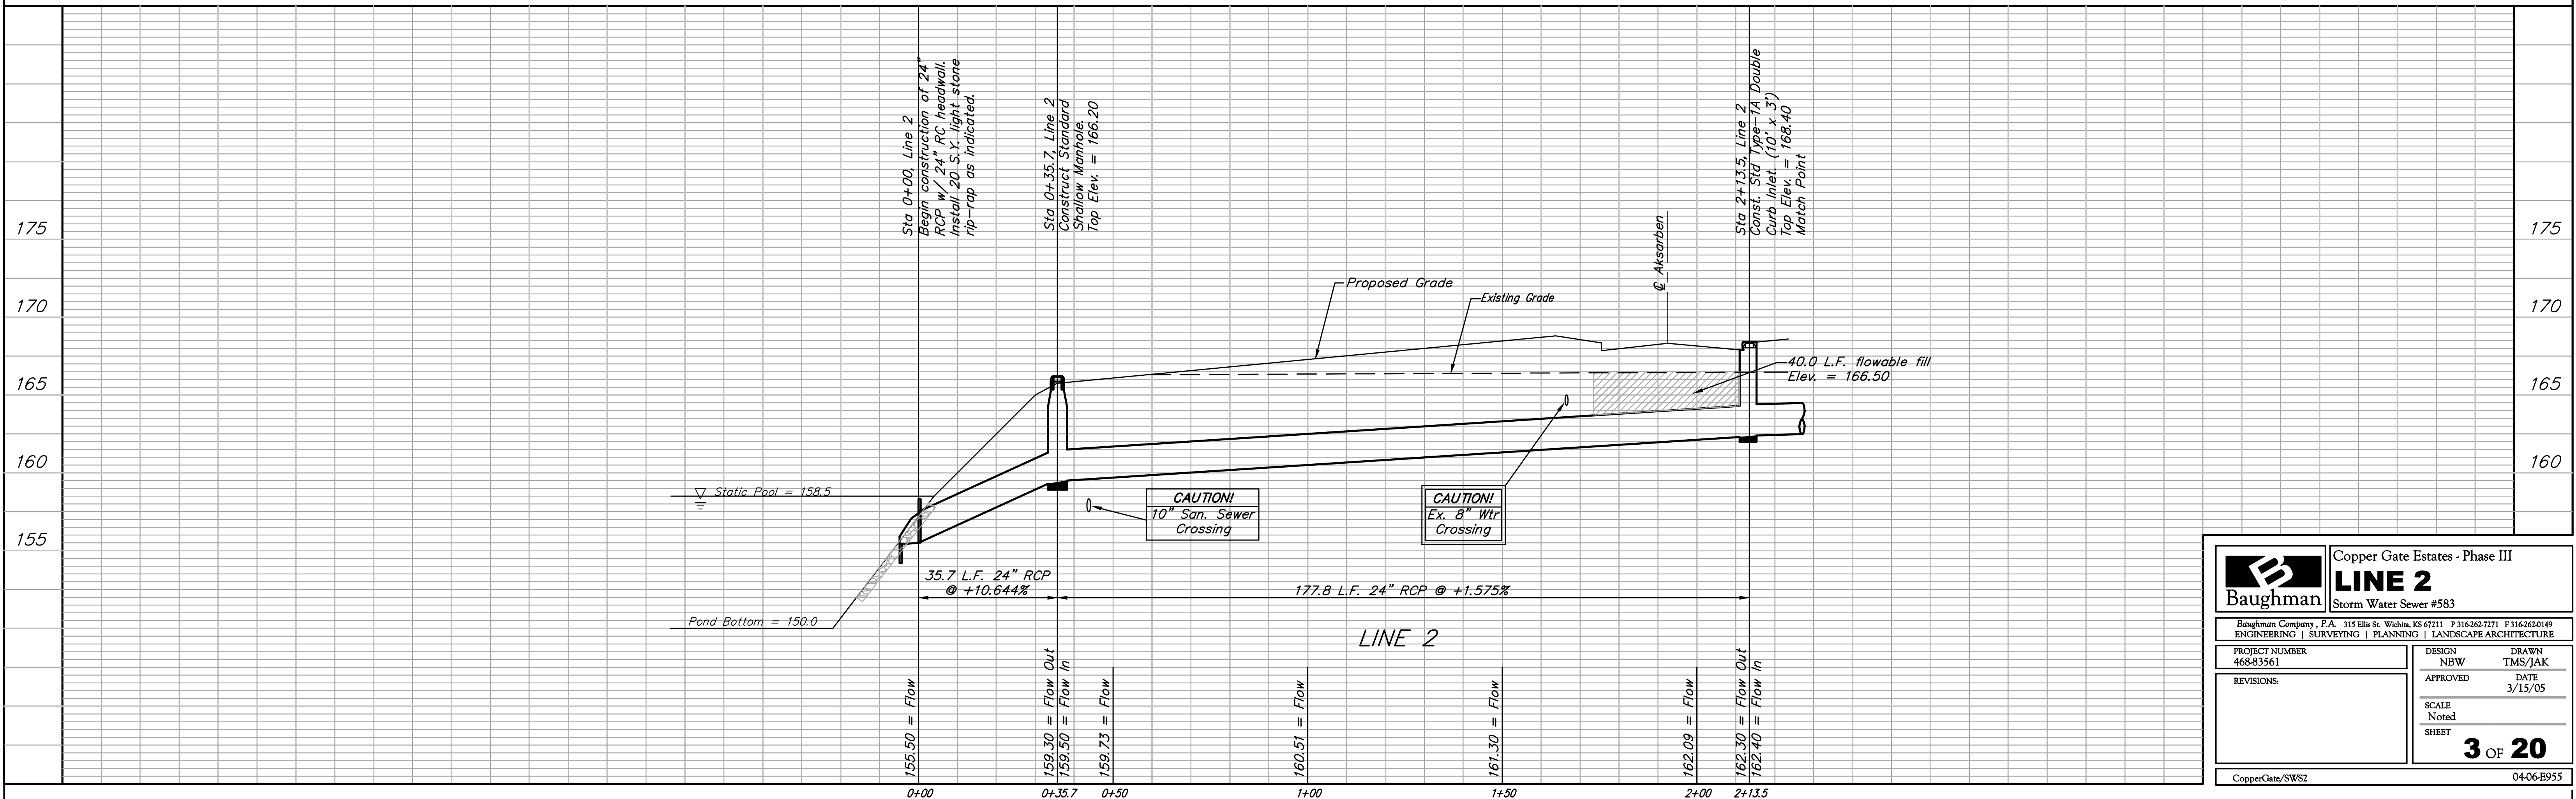 Sta 0+00, Line 2
Begin construction of 24"
RCP w/ 24" RC headwall.
Install 20 S.Y. light stone
rip-rap as indicated.
Sta 0+35.7, Line 2
Construct Standard
Shallow Manhole.
Top Elev. = 166.20
Sta 2+13.5, Line 2
Const. Std Type-1A Double
Curb Inlet. (10' x 3')
Top Elev. = 168.40
Match Point
175
175
170
170
165
165
160
160
155
℄ Aksarben
Proposed Grade
Existing Grade
40.0 L.F. flowable fill
Elev. = 166.50
Static Pool = 158.5
CAUTION!
10" San. Sewer
Crossing
CAUTION!
Ex. 8" Wtr
Crossing
35.7 L.F. 24" RCP
@ +10.644%
177.8 L.F. 24" RCP @ +1.575%
Pond Bottom = 150.0
LINE 2
155.50 = Flow
159.30 = Flow Out
159.50 = Flow In
159.73 = Flow
160.51 = Flow
161.30 = Flow
162.09 = Flow
162.30 = Flow Out
162.40 = Flow In
0+00
0+35.7
0+50
1+00
1+50
2+00
2+13.5
B
Baughman
Copper Gate Estates - Phase III
LINE 2
Storm Water Sewer #583
Baughman Company, P.A. 315 Ellis St. Wichita, KS 67211 P 316-262-7271 F 316-262-0149
ENGINEERING | SURVEYING | PLANNING | LANDSCAPE ARCHITECTURE
PROJECT NUMBER
468-83561
REVISIONS:
DESIGN
NBW
DRAWN
TMS/JAK
APPROVED
DATE
3/15/05
SCALE
Noted
SHEET
3 OF 20
CopperGate/SWS2
04-06-E955